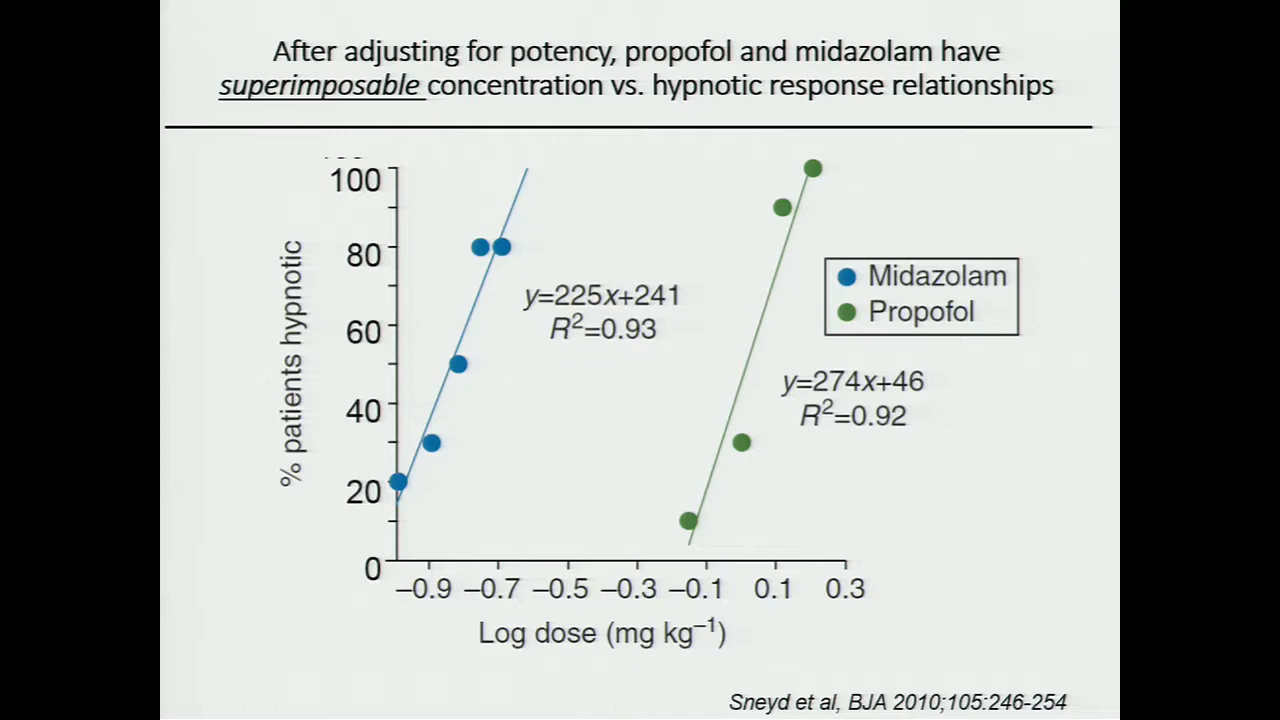 After adjusting for potency, propofol and midazolam have
superimposable concentration vs. hypnotic response relationships
100
80
60
40
20
0
% patients hypnotic
y=225x+241
R²=0.93
Midazolam
Propofol
y=274x+46
R²=0.92
–0.9 –0.7 –0.5 –0.3 –0.1 0.1 0.3
Log dose (mg kg⁻¹)
Sneyd et al, BJA 2010;105:246-254